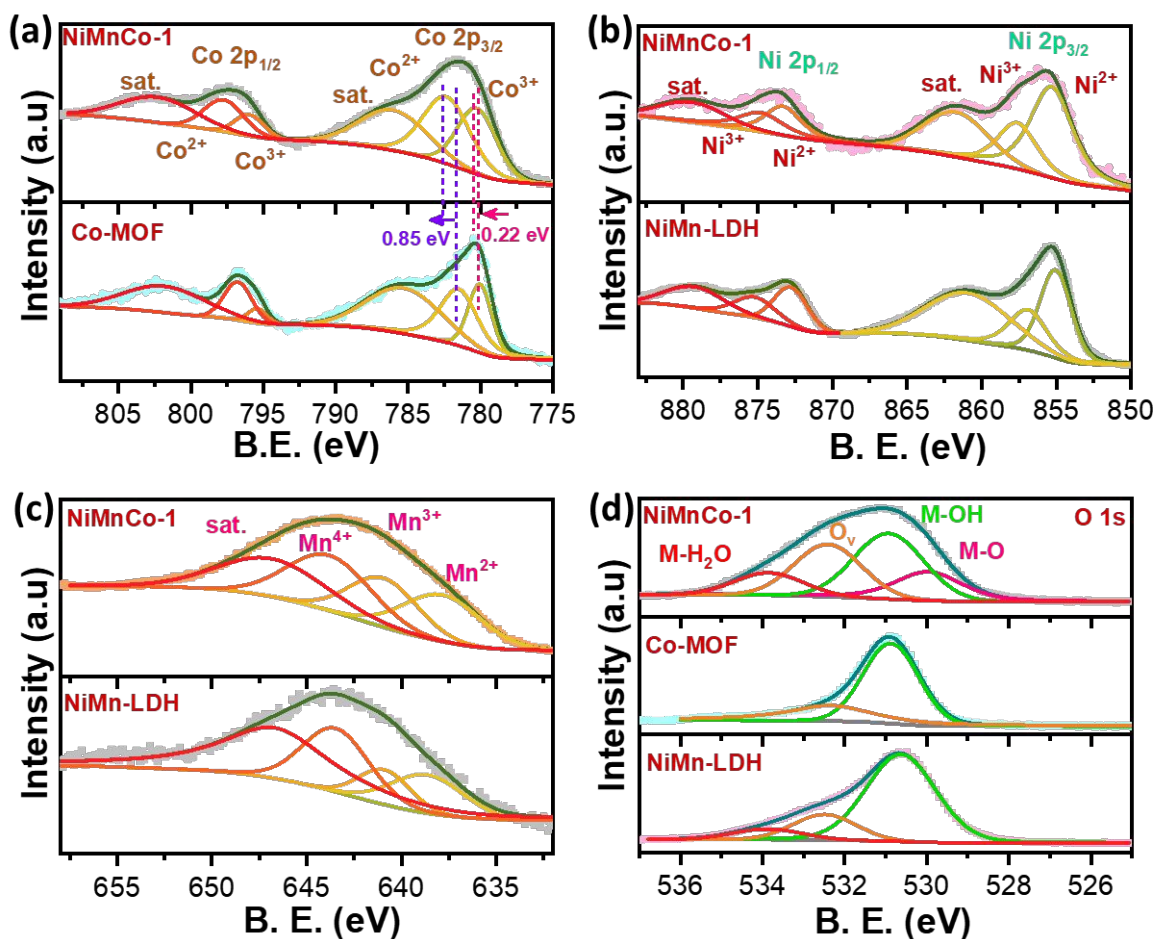 (a)
NiMnCo-1
Co 2p1/2
Co 2p3/2
sat.
Co2+
Co3+
sat.
Co2+
Co3+
Co-MOF
0.85 eV
0.22 eV
Intensity (a.u)
805 800 795 790 785 780 775
B.E. (eV)
(b)
NiMnCo-1
Ni 2p1/2
Ni 2p3/2
sat.
sat.
Ni3+
Ni2+
Ni3+
Ni2+
NiMn-LDH
Intensity (a.u.)
880 875 870 865 860 855 850
B. E. (eV)
(c)
NiMnCo-1
sat.
Mn3+
Mn4+
Mn2+
NiMn-LDH
Intensity (a.u)
655 650 645 640 635
B. E. (eV)
(d)
NiMnCo-1
O 1s
M-OH
Ov
M-H2O
M-O
Co-MOF
NiMn-LDH
Intensity (a.u)
536 534 532 530 528 526
B. E. (eV)